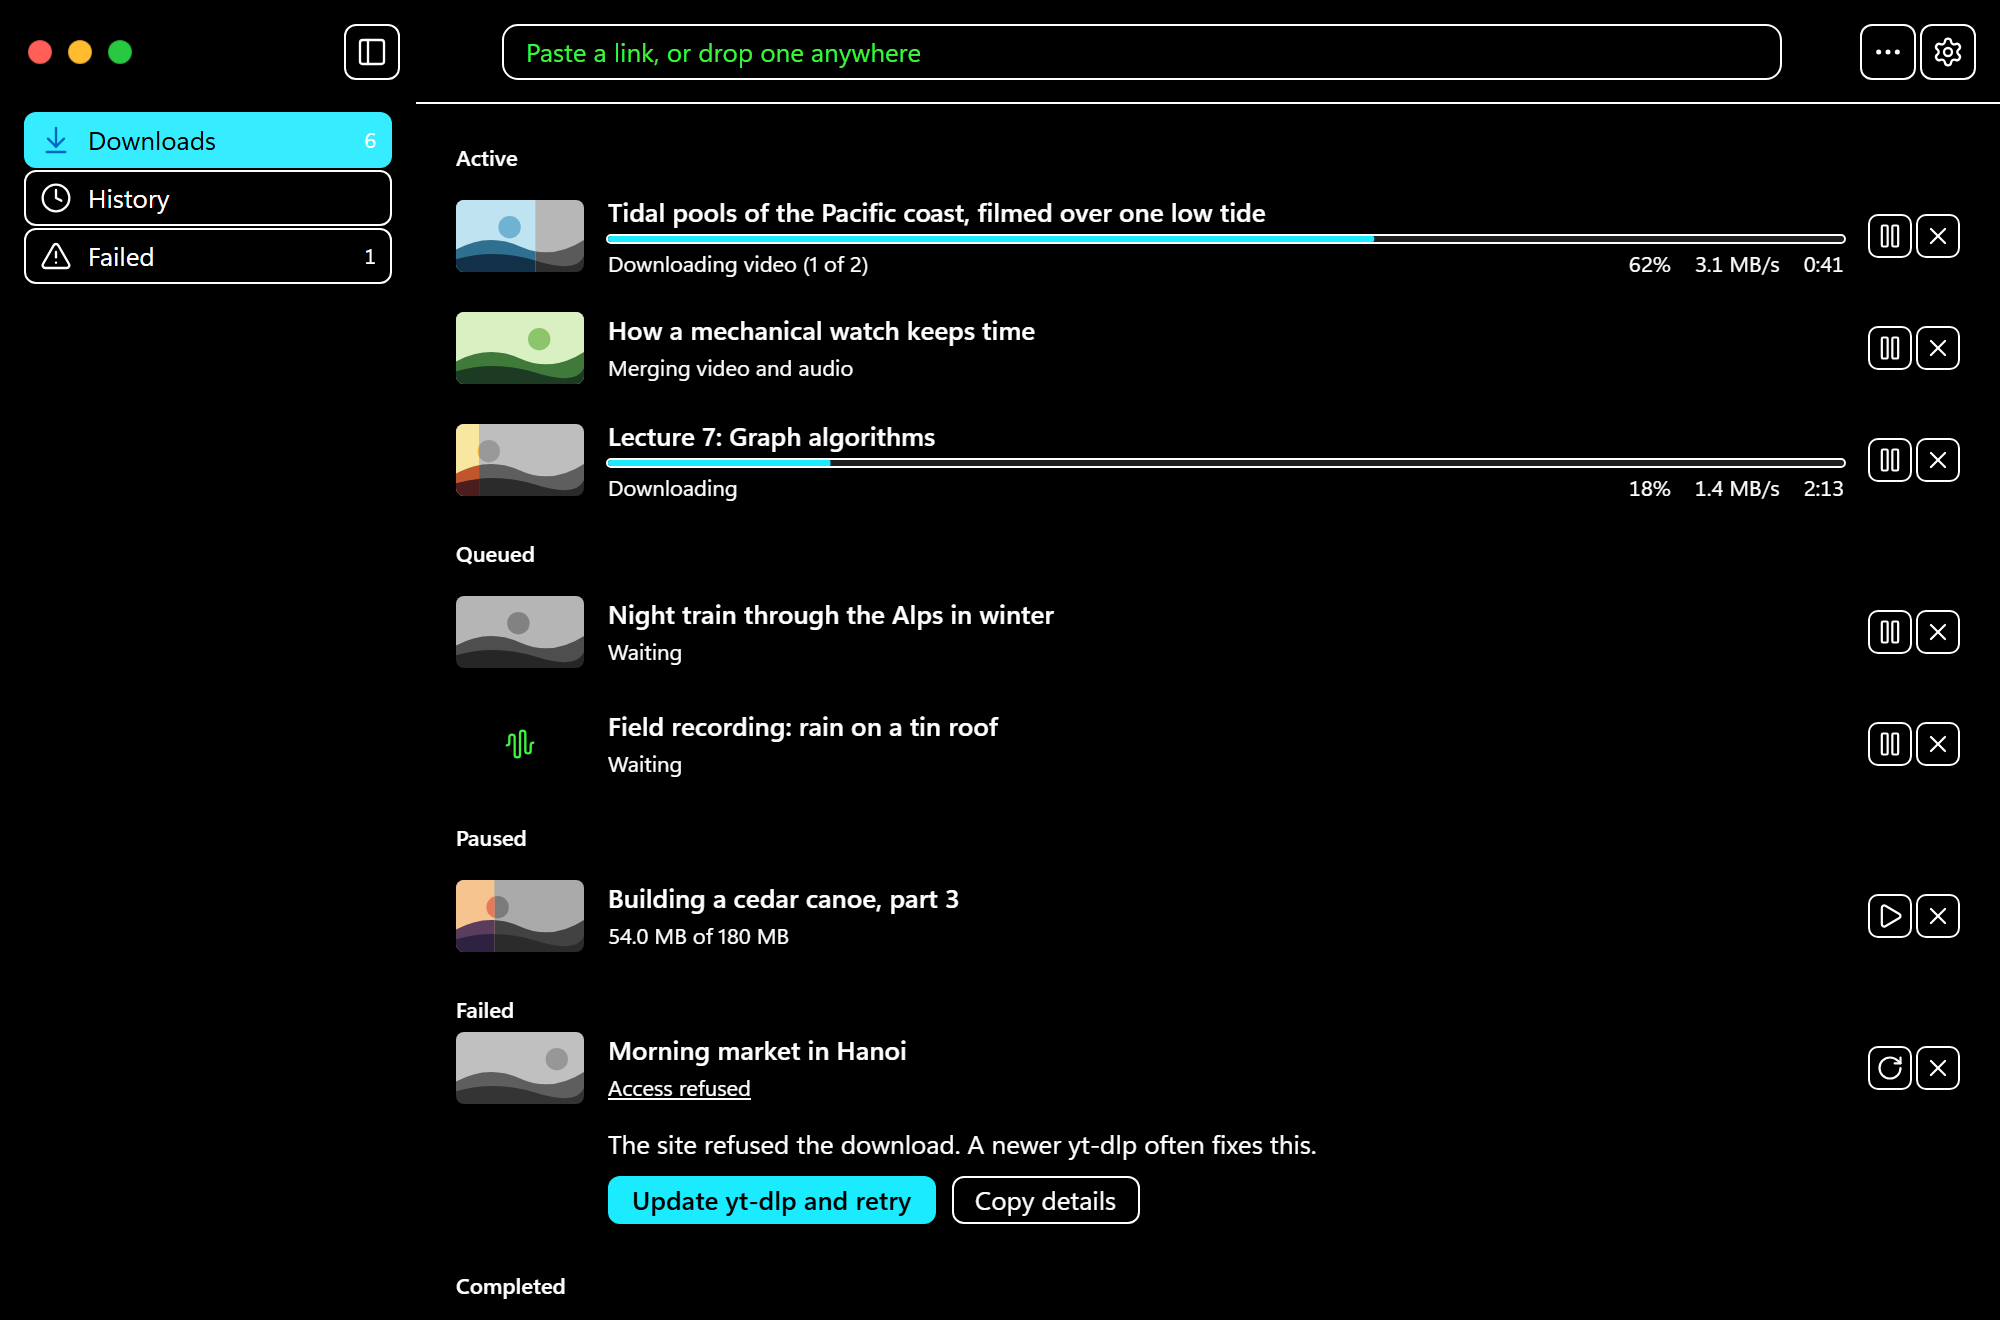 Paste a link, or drop one anywhere
Downloads 6
History
Failed 1
Active
Tidal pools of the Pacific coast, filmed over one low tide
Downloading video (1 of 2) 62% 3.1 MB/s 0:41
How a mechanical watch keeps time
Merging video and audio
Lecture 7: Graph algorithms
Downloading 18% 1.4 MB/s 2:13
Queued
Night train through the Alps in winter
Waiting
Field recording: rain on a tin roof
Waiting
Paused
Building a cedar canoe, part 3
54.0 MB of 180 MB
Failed
Morning market in Hanoi
Access refused
The site refused the download. A newer yt-dlp often fixes this.
Update yt-dlp and retry Copy details
Completed